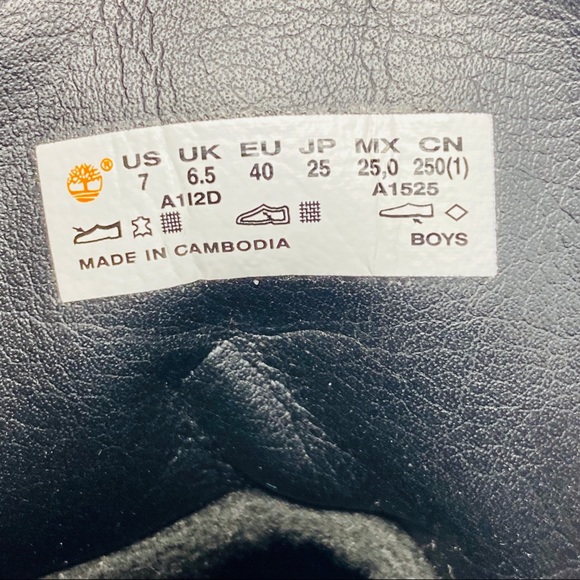 ® US UK EU JP MX CN
7 6.5 40 25 25,0 250(1)
A1I2D A1525
MADE IN CAMBODIA BOYS